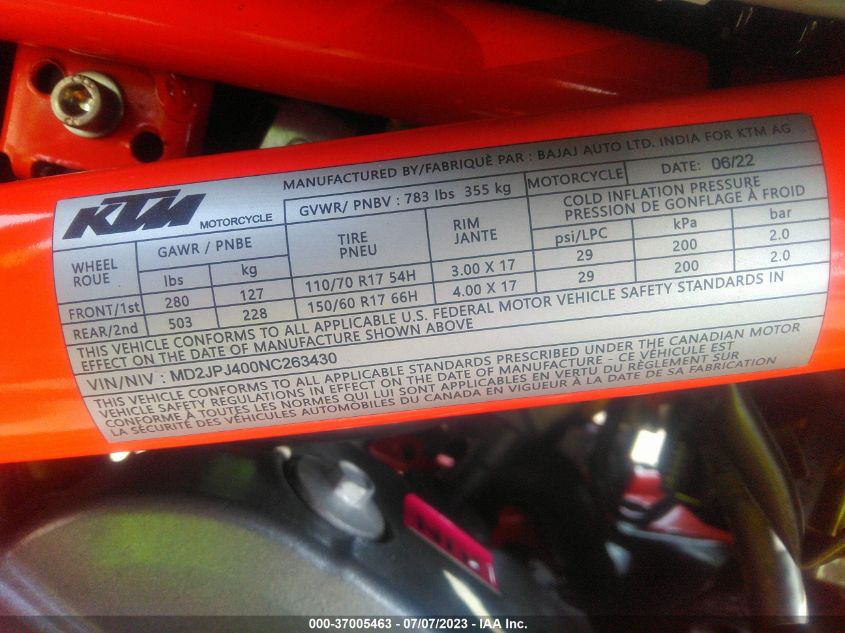 MANUFACTURED BY/FABRIQUÈ PAR : BAJAJ AUTO LTD. INDIA FOR KTM AG
KTM MOTORCYCLE
GVWR/ PNBV : 783 lbs 355 kg
MOTORCYCLE
DATE: 06/22
WHEEL
ROUE
GAWR / PNBE
TIRE
PNEU
RIM
JANTE
COLD INFLATION PRESSURE
PRESSION DE GONFLAGE À FROID
lbs kg psi/LPC kPa bar
FRONT/1st 280 127 110/70 R17 54H 3.00 X 17 29 200 2.0
REAR/2nd 503 228 150/60 R17 66H 4.00 X 17 29 200 2.0
THIS VEHICLE CONFORMS TO ALL APPLICABLE U.S. FEDERAL MOTOR VEHICLE SAFETY STANDARDS IN
EFFECT ON THE DATE OF MANUFACTURE SHOWN ABOVE
VIN/NIV : MD2JPJ400NC263430
THIS VEHICLE CONFORMS TO ALL APPLICABLE STANDARDS PRESCRIBED UNDER THE CANADIAN MOTOR
VEHICLE SAFETY REGULATIONS IN EFFECT ON THE DATE OF MANUFACTURE - CE VÉHICULE EST
CONFORME À TOUTES LES NORMES QUI LUI SONT APPLICABLES EN VERTU DU RÈGLEMENT SUR
LA SÉCURITÉ DES VÉHICULES AUTOMOBILES DU CANADA EN VIGUEUR À LA DATE DE SA FABRICATION
000-37005463 - 07/07/2023 - IAA Inc.